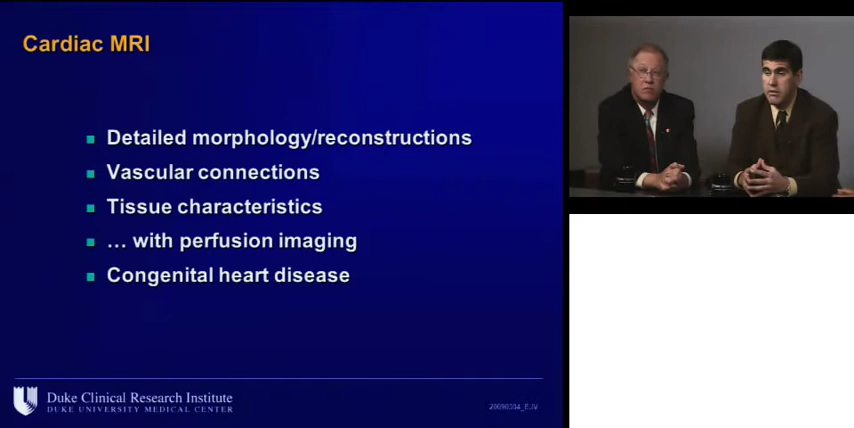 Cardiac MRI
Detailed morphology/reconstructions
Vascular connections
Tissue characteristics
... with perfusion imaging
Congenital heart disease
Duke Clinical Research Institute
DUKE UNIVERSITY MEDICAL CENTER